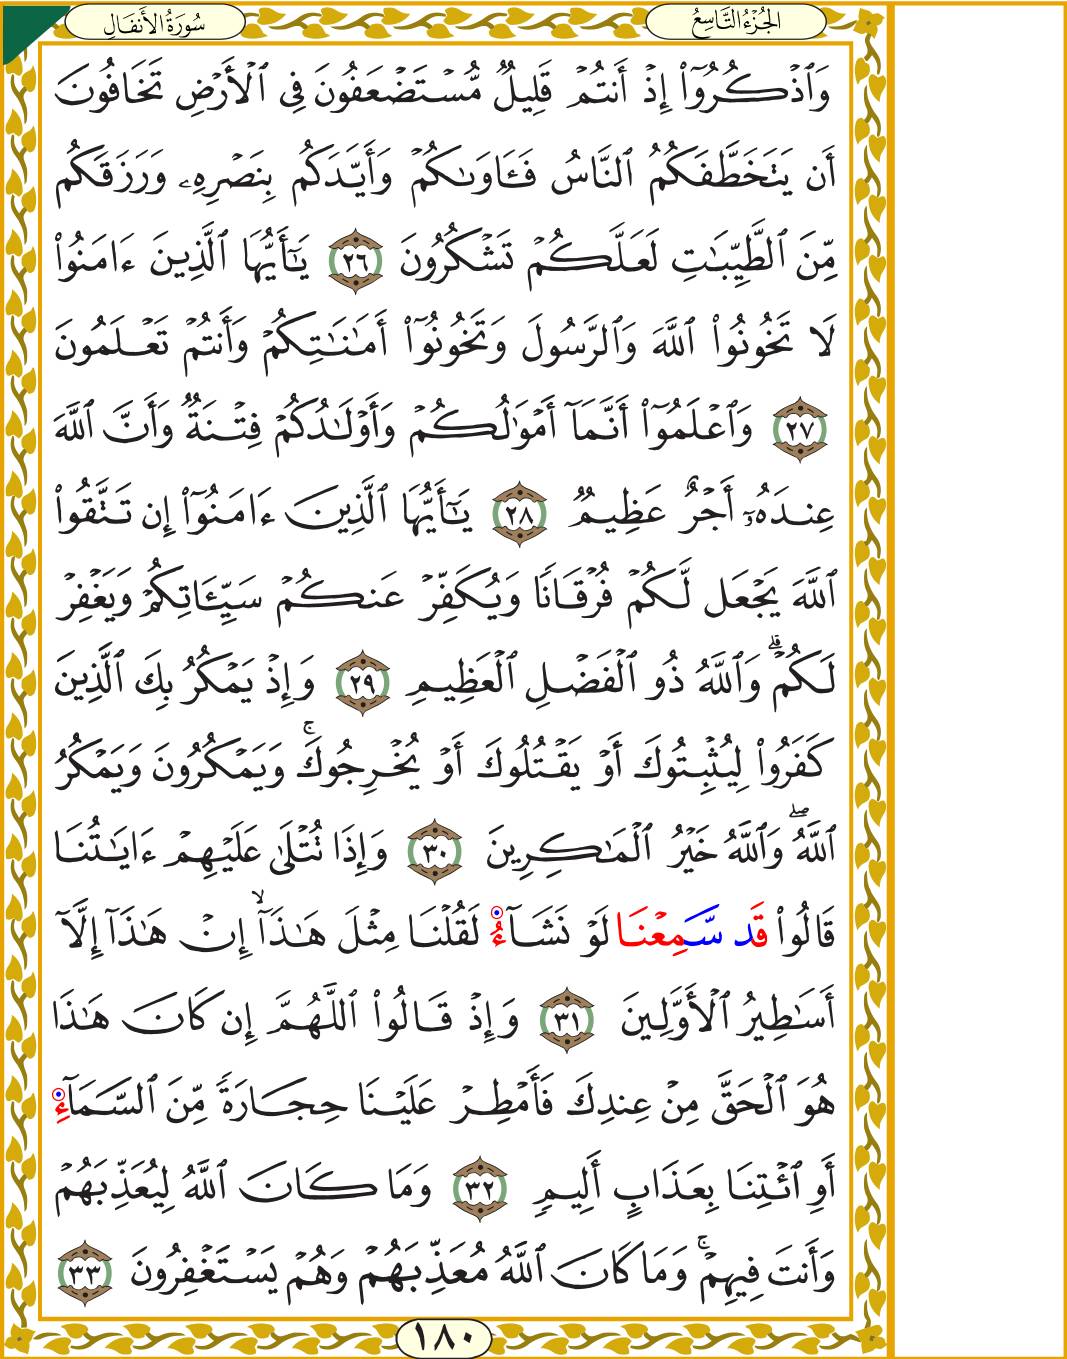 سُورَةُ الأَنفَالِ
الجُزْءُ التَّاسِعُ
وَٱذۡكُرُوٓاْ إِذۡ أَنتُمۡ قَلِيلٞ مُّسۡتَضۡعَفُونَ فِي ٱلۡأَرۡضِ تَخَافُونَ
أَن يَتَخَطَّفَكُمُ ٱلنَّاسُ فَـَٔاوَىٰكُمۡ وَأَيَّدَكُم بِنَصۡرِهِۦ وَرَزَقَكُم
مِّنَ ٱلطَّيِّبَٰتِ لَعَلَّكُمۡ تَشۡكُرُونَ ٢٦ يَٰٓأَيُّهَا ٱلَّذِينَ ءَامَنُواْ
لَا تَخُونُواْ ٱللَّهَ وَٱلرَّسُولَ وَتَخُونُوٓاْ أَمَٰنَٰتِكُمۡ وَأَنتُمۡ تَعۡلَمُونَ
٢٧ وَٱعۡلَمُوٓاْ أَنَّمَآ أَمۡوَٰلُكُمۡ وَأَوۡلَٰدُكُمۡ فِتۡنَةٞ وَأَنَّ ٱللَّهَ
عِندَهُۥٓ أَجۡرٌ عَظِيمٞ ٢٨ يَٰٓأَيُّهَا ٱلَّذِينَ ءَامَنُوٓاْ إِن تَتَّقُواْ
ٱللَّهَ يَجۡعَل لَّكُمۡ فُرۡقَانٗا وَيُكَفِّرۡ عَنكُمۡ سَيِّـَٔاتِكُمۡ وَيَغۡفِرۡ
لَكُمۡۗ وَٱللَّهُ ذُو ٱلۡفَضۡلِ ٱلۡعَظِيمِ ٢٩ وَإِذۡ يَمۡكُرُ بِكَ ٱلَّذِينَ
كَفَرُواْ لِيُثۡبِتُوكَ أَوۡ يَقۡتُلُوكَ أَوۡ يُخۡرِجُوكَۚ وَيَمۡكُرُونَ وَيَمۡكُرُ
ٱللَّهُۖ وَٱللَّهُ خَيۡرُ ٱلۡمَٰكِرِينَ ٣٠ وَإِذَا تُتۡلَىٰ عَلَيۡهِمۡ ءَايَٰتُنَا
قَالُواْ قَد سَّمِعۡنَا لَوۡ نَشَآءُ لَقُلۡنَا مِثۡلَ هَٰذَآۙ إِنۡ هَٰذَآ إِلَّآ
أَسَٰطِيرُ ٱلۡأَوَّلِينَ ٣١ وَإِذۡ قَالُواْ ٱللَّهُمَّ إِن كَانَ هَٰذَا
هُوَ ٱلۡحَقَّ مِنۡ عِندِكَ فَأَمۡطِرۡ عَلَيۡنَا حِجَارَةٗ مِّنَ ٱلسَّمَآءِ
أَوِ ٱئۡتِنَا بِعَذَابٍ أَلِيمٖ ٣٢ وَمَا كَانَ ٱللَّهُ لِيُعَذِّبَهُمۡ
وَأَنتَ فِيهِمۡۚ وَمَا كَانَ ٱللَّهُ مُعَذِّبَهُمۡ وَهُمۡ يَسۡتَغۡفِرُونَ ٣٣
١٨٠